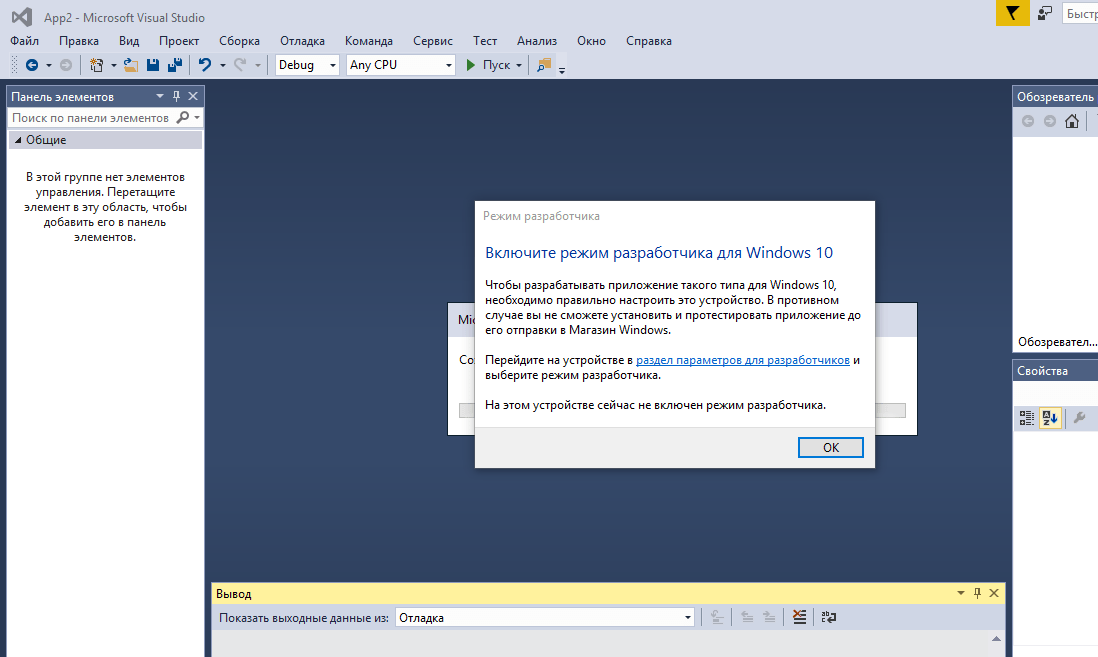 App2 - Microsoft Visual Studio
Быст
Файл Правка Вид Проект Сборка Отладка Команда Сервис Тест Анализ Окно Справка
Debug Any CPU Пуск
Панель элементов
Поиск по панели элементов
Общие
В этой группе нет элементов
управления. Перетащите
элемент в эту область, чтобы
добавить его в панель
элементов.
Режим разработчика
Включите режим разработчика для Windows 10
Чтобы разрабатывать приложение такого типа для Windows 10,
необходимо правильно настроить это устройство. В противном
случае вы не сможете установить и протестировать приложение до
его отправки в Магазин Windows.
Перейдите на устройстве в раздел параметров для разработчиков и
выберите режим разработчика.
На этом устройстве сейчас не включен режим разработчика.
OK
Mic
Со
Обозреватель
Обозревател...
Свойства
Вывод
Показать выходные данные из: Отладка